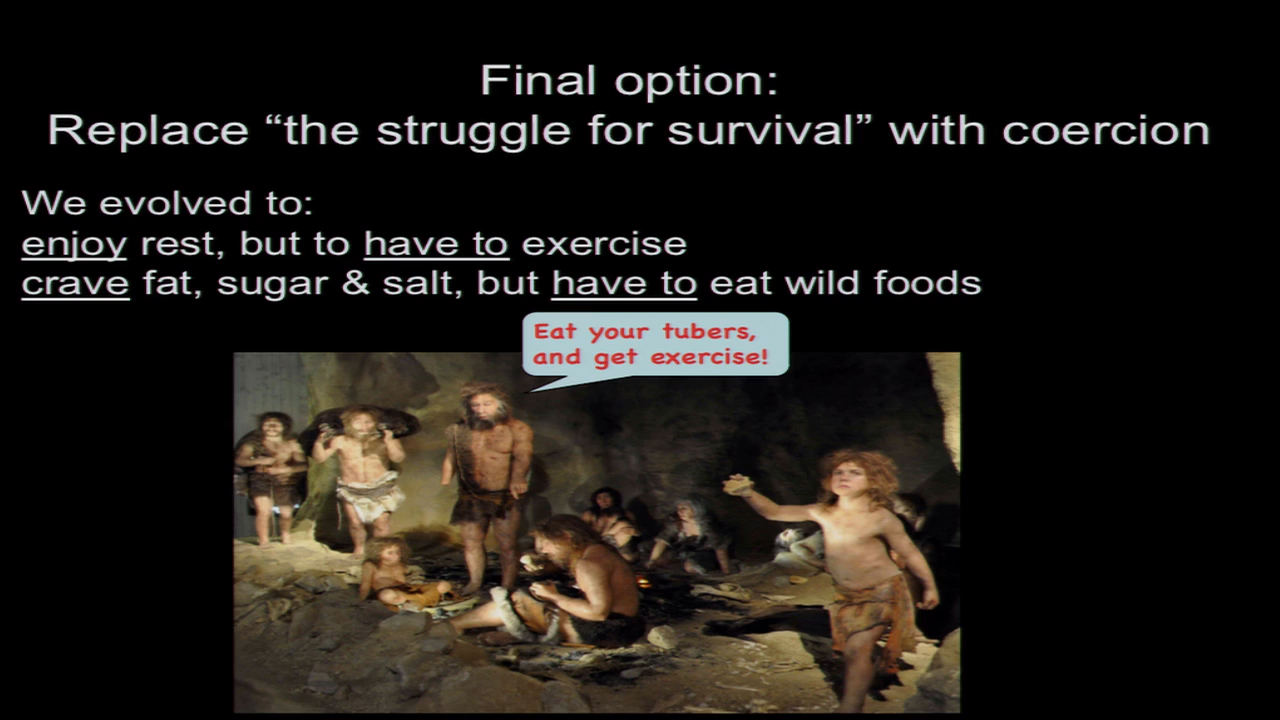 Final option:
Replace “the struggle for survival” with coercion
We evolved to:
enjoy rest, but to have to exercise
crave fat, sugar & salt, but have to eat wild foods
Eat your tubers,
and get exercise!